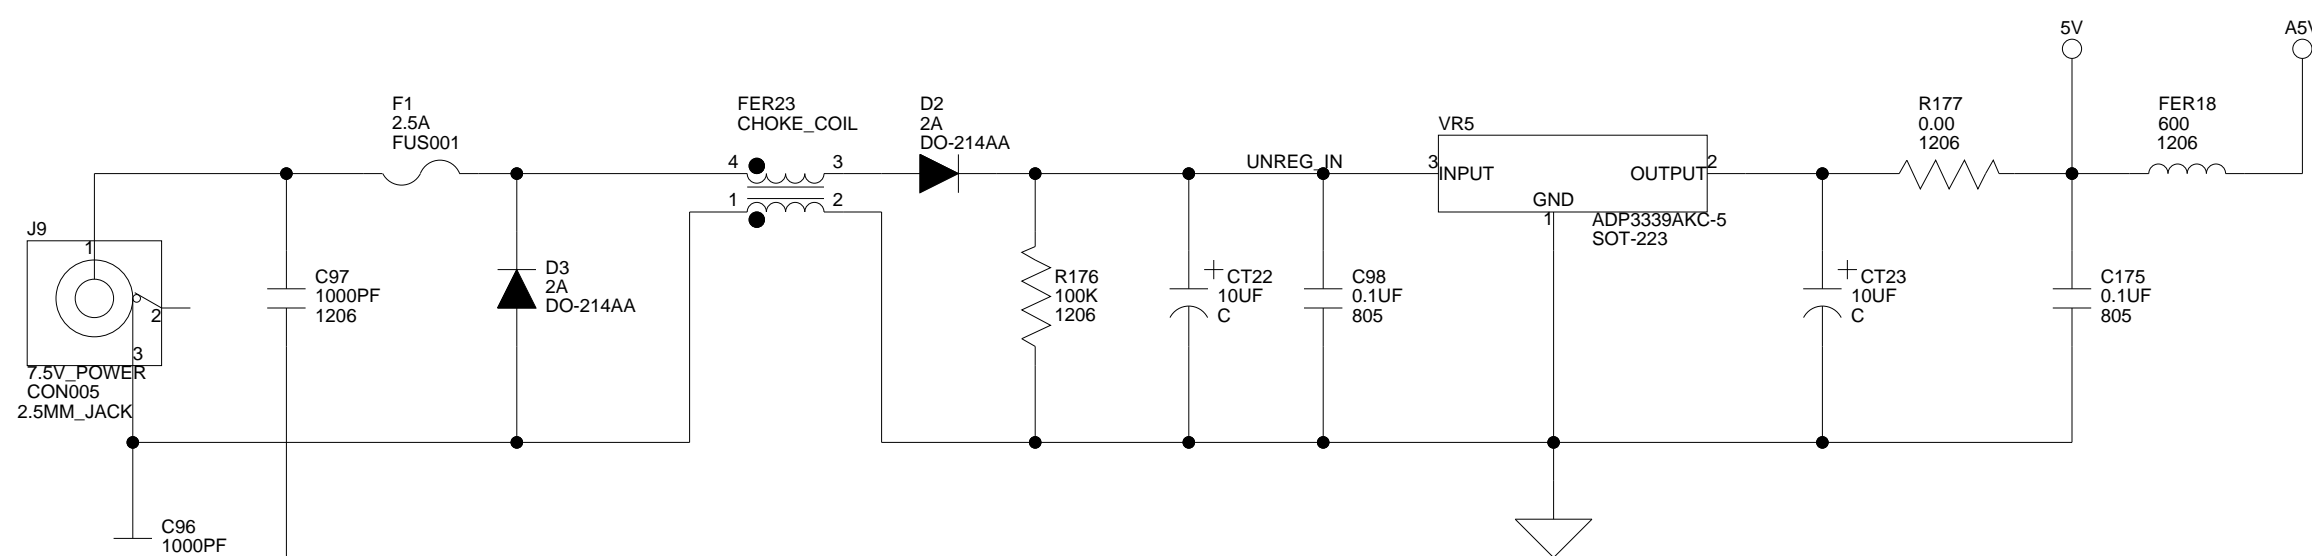 5V
A5V
F1
2.5A
FUS001
FER23
CHOKE_COIL
D2
2A
DO-214AA
VR5
R177
0.00
1206
FER18
600
1206
4
3
UNREG_IN
3
INPUT
OUTPUT
2
1
2
GND
1
ADP3339AKC-5
SOT-223
J9
1
2
3
7.5V_POWER
CON005
2.5MM_JACK
C97
1000PF
1206
D3
2A
DO-214AA
R176
100K
1206
+
CT22
10UF
C
C98
0.1UF
805
+
CT23
10UF
C
C175
0.1UF
805
C96
1000PF